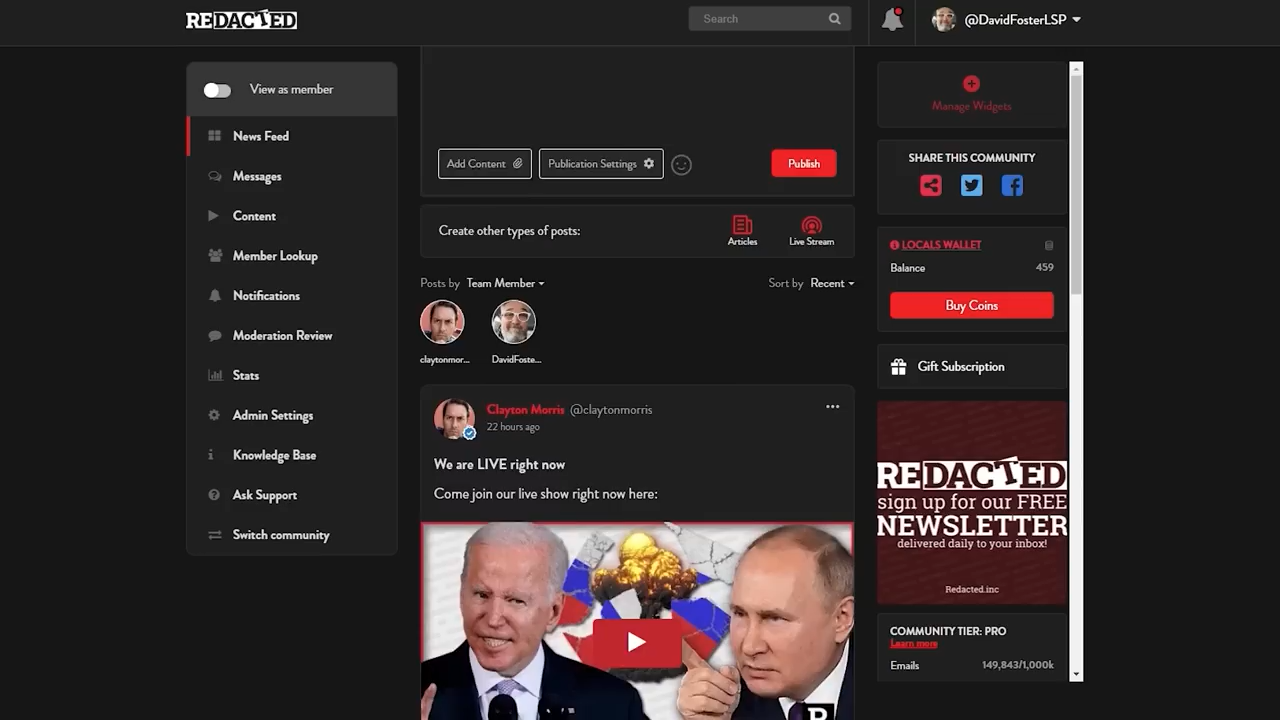 REDACTED
Search
@DavidFosterLSP
View as member
News Feed
Messages
Content
Member Lookup
Notifications
Moderation Review
Stats
Admin Settings
Knowledge Base
Ask Support
Switch community
Add Content
Publication Settings
Publish
Create other types of posts:
Articles
Live Stream
Posts by Team Member
Sort by Recent
claytonmor...
DavidFoste...
Clayton Morris @claytonmorris
22 hours ago
We are LIVE right now
Come join our live show right now here:
R
Manage Widgets
SHARE THIS COMMUNITY
LOCALS WALLET
Balance 459
Buy Coins
Gift Subscription
REDACTED
sign up for our FREE
NEWSLETTER
delivered daily to your inbox!
Redacted.inc
COMMUNITY TIER: PRO
Learn more
Emails 149,843/1,000k